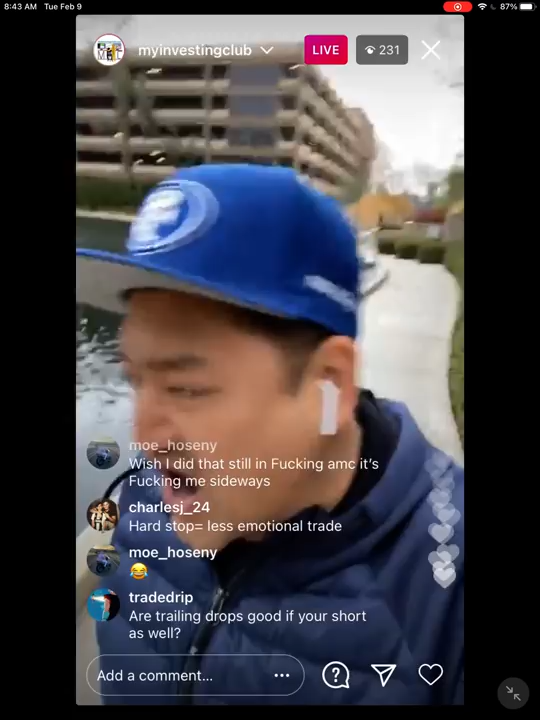 8:43 AM Tue Feb 9
87%
myinvestingclub
LIVE
231
moe_hoseny
Wish I did that still in Fucking amc it's
Fucking me sideways
charlesj_24
Hard stop= less emotional trade
moe_hoseny
😂
tradedrip
Are trailing drops good if your short
as well?
Add a comment...